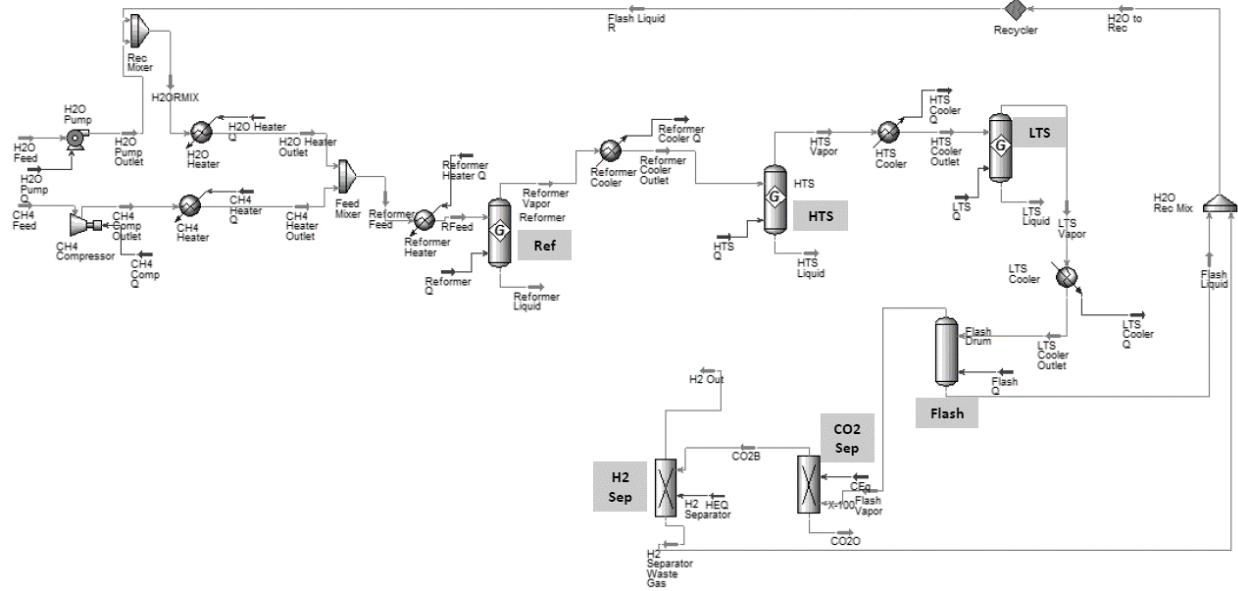 Flash Liquid
R
Recycler
H2O to
Rec
Rec
Mixer
H2ORMIX
H2O
Pump
H2O
Feed
H2O
Pump
Outlet
H2O
Pump
Q
H2O Heater
Q
H2O
Heater
H2O Heater
Outlet
CH4
Feed
CH4
Comp
Outlet
CH4
Compressor
CH4
Comp
Q
CH4
Heater
Q
CH4
Heater
CH4
Heater
Outlet
Feed
Mixer
Reformer
Feed
Reformer
Heater Q
Reformer
Heater
RFeed
Reformer
Vapor
Reformer
G
Ref
Reformer
Q
Reformer
Liquid
Reformer
Cooler Q
Reformer
Cooler
Reformer
Cooler
Outlet
HTS
Vapor
HTS
G
HTS
HTS
Q
HTS
Liquid
HTS
Cooler
Q
HTS
Cooler
HTS
Cooler
Outlet
G
LTS
LTS
Q
LTS
Liquid
LTS
Vapor
LTS
Cooler
LTS
Cooler
Q
LTS
Cooler
Outlet
H2O
Rec Mix
Flash
Liquid
Flash
Drum
Flash
Q
Flash
CO2
Sep
CEq
X-100
Flash
Vapor
CO2O
CO2B
H2 Out
H2
Sep
HEQ
H2
Separator
H2
Separator
Waste
Gas